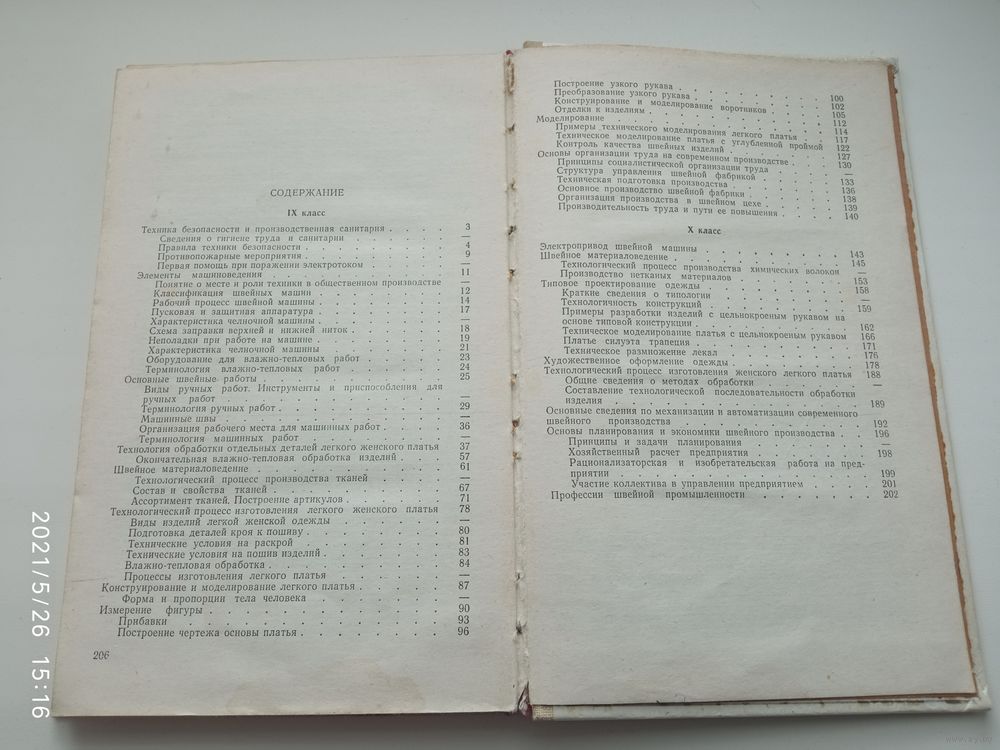 СОДЕРЖАНИЕ
IX класс
Техника безопасности и производственная санитария . . . . 3
Сведения о гигиене труда и санитарии . . . . —
Правила техники безопасности . . . . 4
Противопожарные мероприятия . . . . 9
Первая помощь при поражении электротоком . . . . —
Элементы машиноведения . . . . 11
Понятие о месте и роли техники в общественном производстве —
Классификация швейных машин . . . . 12
Рабочий процесс швейной машины . . . . 14
Пусковая и защитная аппаратура . . . . 17
Характеристика челночной машины . . . . —
Схема заправки верхней и нижней ниток . . . . 18
Неполадки при работе на машине . . . . 19
Характеристика челночной машины . . . . 21
Оборудование для влажно-тепловых работ . . . . 23
Терминология влажно-тепловых работ . . . . 24
Основные швейные работы . . . . 25
Виды ручных работ. Инструменты и приспособления для
ручных работ . . . . —
Терминология ручных работ . . . . 29
Машинные швы . . . . —
Организация рабочего места для машинных работ . . . . 36
Терминология машинных работ . . . . —
Технология обработки отдельных деталей легкого женского платья 37
Окончательная влажно-тепловая обработка изделий . . . . 57
Швейное материаловедение . . . . 61
Технологический процесс производства тканей . . . . —
Состав и свойства тканей . . . . 67
Ассортимент тканей. Построение артикулов . . . . 71
Технологический процесс изготовления легкого женского платья 78
Виды изделий легкой женской одежды . . . . —
Подготовка деталей кроя к пошиву . . . . 80
Технические условия на раскрой . . . . 81
Технические условия на пошив изделий . . . . 83
Влажно-тепловая обработка . . . . 84
Процессы изготовления легкого платья . . . . —
Конструирование и моделирование легкого платья . . . . 87
Форма и пропорции тела человека . . . . —
Измерение фигуры . . . . 90
Прибавки . . . . 93
Построение чертежа основы платья . . . . 96
206
Построение узкого рукава . . . . 100
Преобразование узкого рукава . . . . 102
Конструирование и моделирование воротников . . . . 105
Отделки к изделиям . . . . 112
Моделирование . . . . 114
Примеры технического моделирования легкого платья . . . . 117
Техническое моделирование платья с углубленной проймой 122
Контроль качества швейных изделий . . . . 127
Основы организации труда на современном производстве . . . . 130
Принципы социалистической организации труда . . . . —
Структура управления швейной фабрикой . . . . 133
Техническая подготовка производства . . . . 136
Основное производство швейной фабрики . . . . 138
Организация производства в швейном цехе . . . . 139
Производительность труда и пути ее повышения . . . . 140
X класс
Электропривод швейной машины . . . . 143
Швейное материаловедение . . . . 145
Технологический процесс производства химических волокон —
Производство нетканых материалов . . . . 153
Типовое проектирование одежды . . . . 158
Краткие сведения о типологии . . . . —
Технологичность конструкций . . . . 159
Примеры разработки изделий с цельнокроеным рукавом на
основе типовой конструкции . . . . 162
Техническое моделирование платья с цельнокроеным рукавом 166
Платье силуэта трапеция . . . . 171
Техническое размножение лекал . . . . 176
Художественное оформление одежды . . . . 178
Технологический процесс изготовления женского легкого платья 188
Общие сведения о методах обработки . . . . —
Составление технологической последовательности обработки
изделия . . . . 189
Основные сведения по механизации и автоматизации современного
швейного производства . . . . 192
Основы планирования и экономики швейного производства . . 196
Принципы и задачи планирования . . . . —
Хозяйственный расчет предприятия . . . . 198
Рационализаторская и изобретательская работа на пред-
приятии . . . . 199
Участие коллектива в управлении предприятием . . . . 201
Профессии швейной промышленности . . . . 202
2021/5/26 15:16